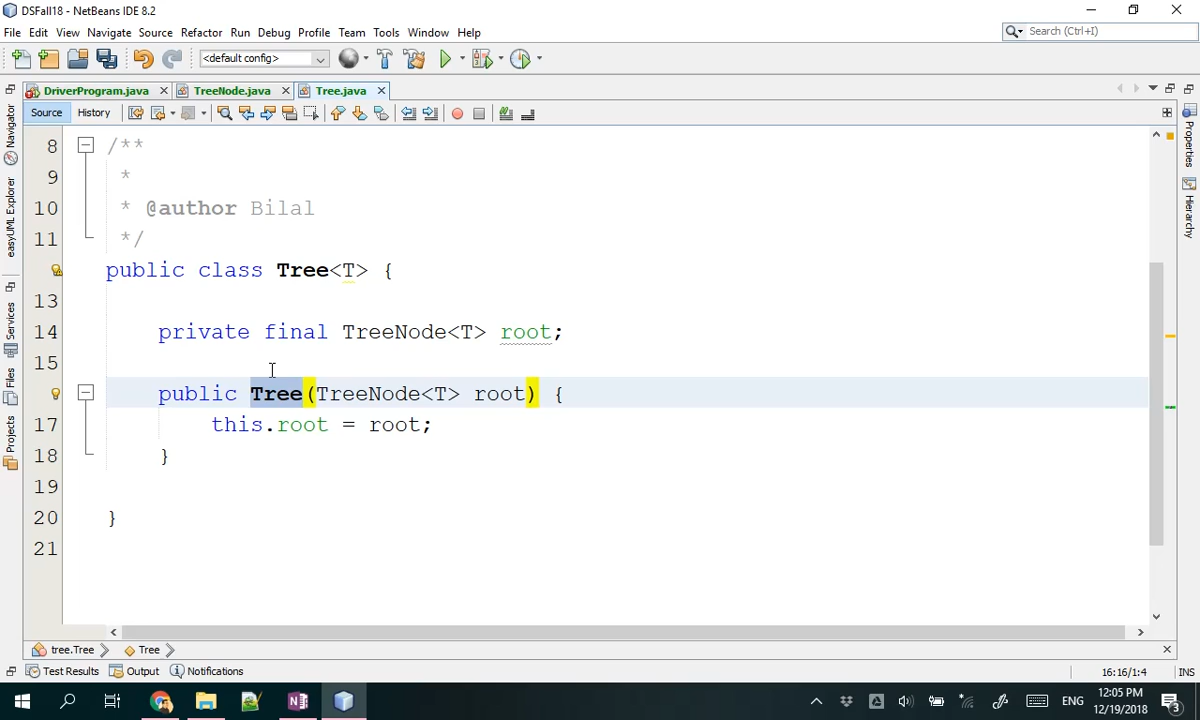 DSFall18 - NetBeans IDE 8.2
File Edit View Navigate Source Refactor Run Debug Profile Team Tools Window Help
Search (Ctrl+I)
<default config>
DriverProgram.java TreeNode.java Tree.java
Source History
Navigator
easyUML Explorer
Services
Files
Projects
Properties
Hierarchy
8 /**
9 *
10 * @author Bilal
11 */
public class Tree<T> {
13
14 private final TreeNode<T> root;
15
public Tree(TreeNode<T> root) {
17 this.root = root;
18 }
19
20 }
21
tree.Tree Tree
Test Results Output Notifications
16:16/1:4 INS
ENG
12:05 PM
12/19/2018
3